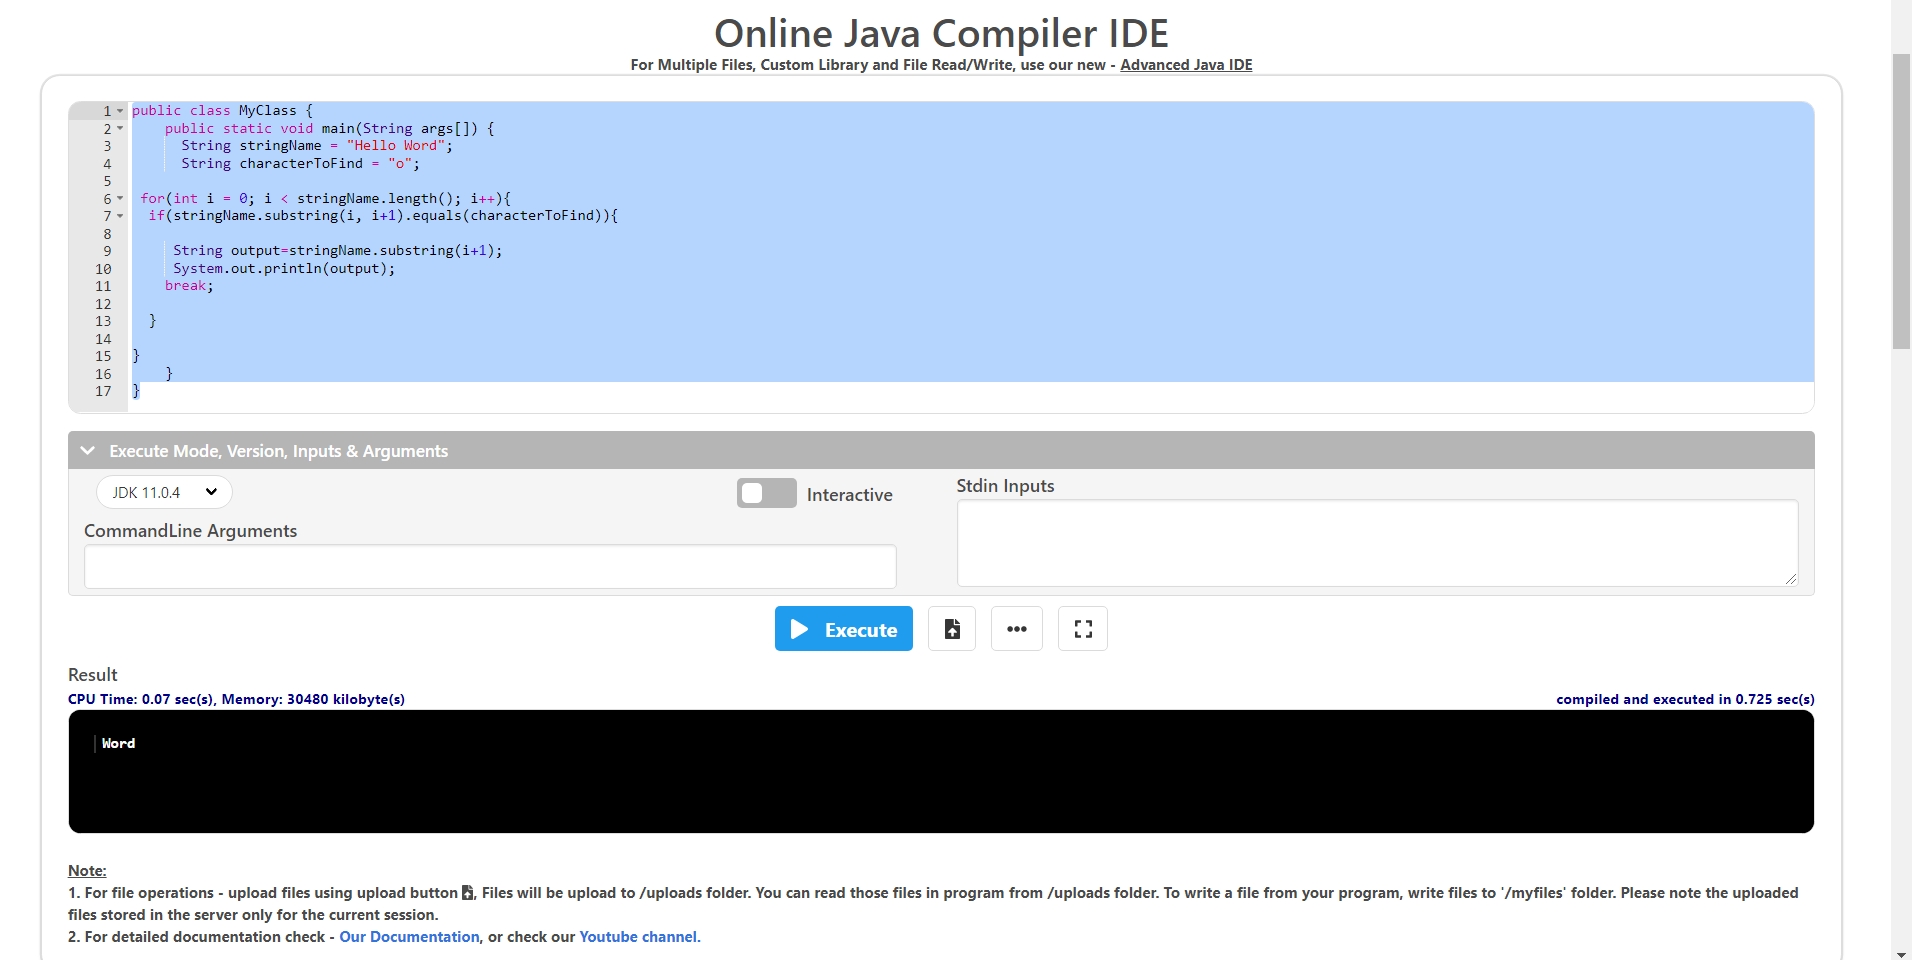 Online Java Compiler IDE
For Multiple Files, Custom Library and File Read/Write, use our new - Advanced Java IDE
1 public class MyClass {
2     public static void main(String args[]) {
3       String stringName = "Hello Word";
4       String characterToFind = "o";
5
6  for(int i = 0; i < stringName.length(); i++){
7   if(stringName.substring(i, i+1).equals(characterToFind)){
8
9      String output=stringName.substring(i+1);
10      System.out.println(output);
11     break;
12
13   }
14
15 }
16     }
17 }
Execute Mode, Version, Inputs & Arguments
JDK 11.0.4
Interactive
Stdin Inputs
CommandLine Arguments
Execute
Result
CPU Time: 0.07 sec(s), Memory: 30480 kilobyte(s)
compiled and executed in 0.725 sec(s)
Word
Note:
1. For file operations - upload files using upload button , Files will be upload to /uploads folder. You can read those files in program from /uploads folder. To write a file from your program, write files to '/myfiles' folder. Please note the uploaded
files stored in the server only for the current session.
2. For detailed documentation check - Our Documentation, or check our Youtube channel.